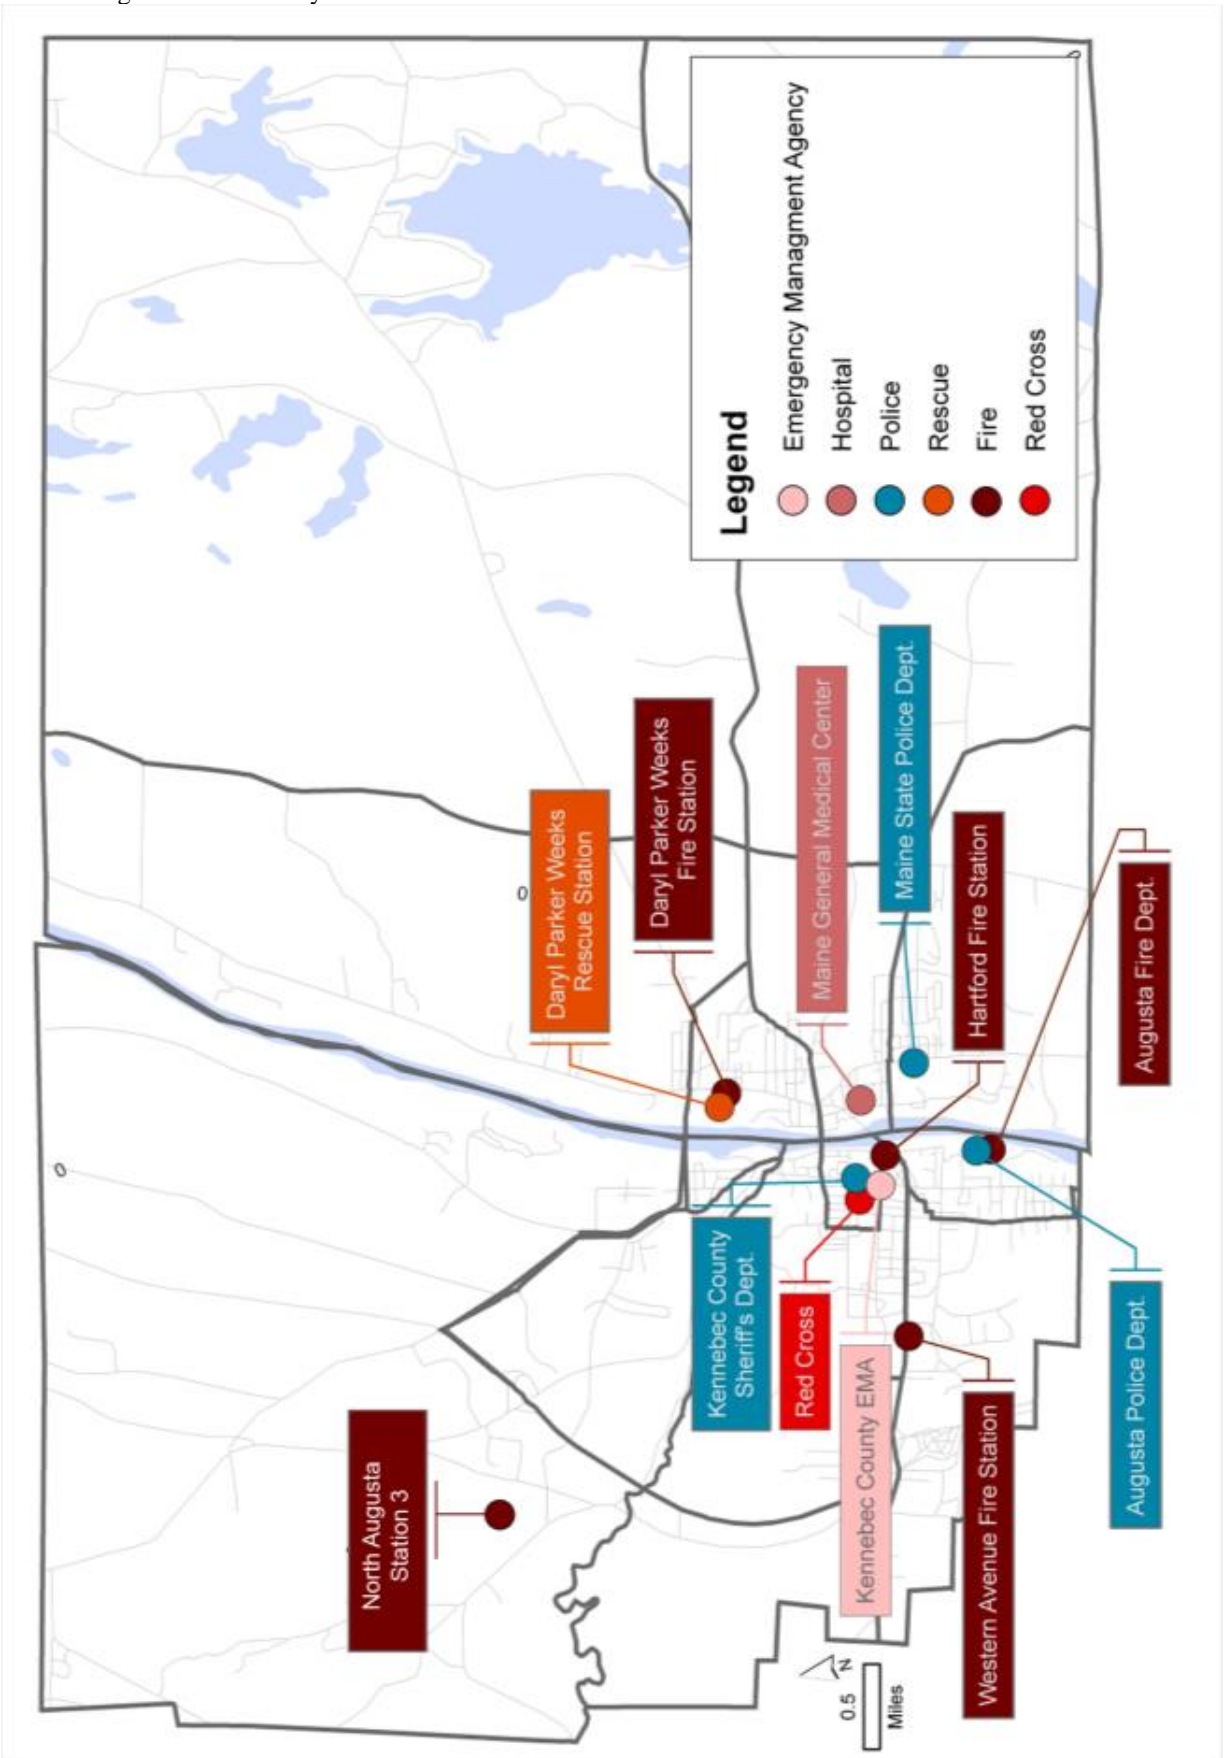 North Augusta
Station 3
Daryl Parker Weeks
Rescue Station
Daryl Parker Weeks
Fire Station
Kennebec County
Sheriff's Dept.
Red Cross
Maine General Medical Center
Kennebec County EMA
Maine State Police Dept.
Hartford Fire Station
Western Avenue Fire Station
Augusta Police Dept.
Augusta Fire Dept.
Legend
Emergency Managment Agency
Hospital
Police
Rescue
Fire
Red Cross
N
0.5
Miles
0
0
0